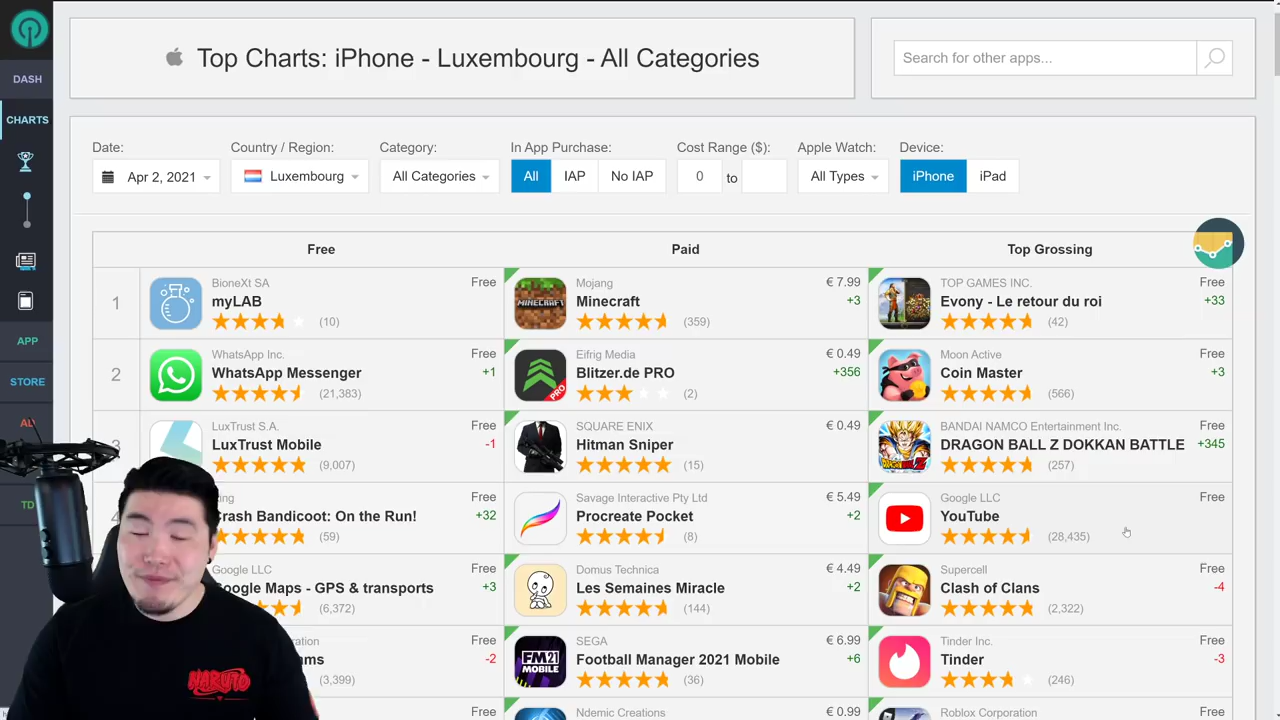 Top Charts: iPhone - Luxembourg - All Categories
Search for other apps...
DASH
CHARTS
APP
STORE
TD
Date:
Country / Region:
Category:
In App Purchase:
Cost Range ($):
Apple Watch:
Device:
Apr 2, 2021
Luxembourg
All Categories
All
IAP
No IAP
0
to
All Types
iPhone
iPad
Free
Paid
Top Grossing
1
BioneXt SA
Free
myLAB
(10)
Mojang
€ 7.99
Minecraft
+3
MINECRAFT
(359)
TOP GAMES INC.
Free
Evony - Le retour du roi
+33
(42)
2
WhatsApp Inc.
Free
WhatsApp Messenger
+1
(21,383)
Eifrig Media
€ 0.49
Blitzer.de PRO
+356
PRO
(2)
Moon Active
Free
Coin Master
+3
(566)
3
LuxTrust S.A.
Free
LuxTrust Mobile
-1
(9,007)
SQUARE ENIX
€ 0.49
Hitman Sniper
(15)
BANDAI NAMCO Entertainment Inc.
Free
DRAGON BALL Z DOKKAN BATTLE
+345
(257)
Free
Crash Bandicoot: On the Run!
+32
(59)
Savage Interactive Pty Ltd
€ 5.49
Procreate Pocket
+2
(8)
Google LLC
Free
YouTube
(28,435)
Google LLC
Free
Google Maps - GPS & transports
+3
(6,372)
Domus Technica
€ 4.49
Les Semaines Miracle
+2
(144)
Supercell
Free
Clash of Clans
-4
(2,322)
Free
-2
3,399)
SEGA
€ 6.99
Football Manager 2021 Mobile
+6
FM21
MOBILE
(36)
Tinder Inc.
Free
Tinder
-3
(246)
Free
Ndemic Creations
€ 0.99
Roblox Corporation
Free
NARUTO